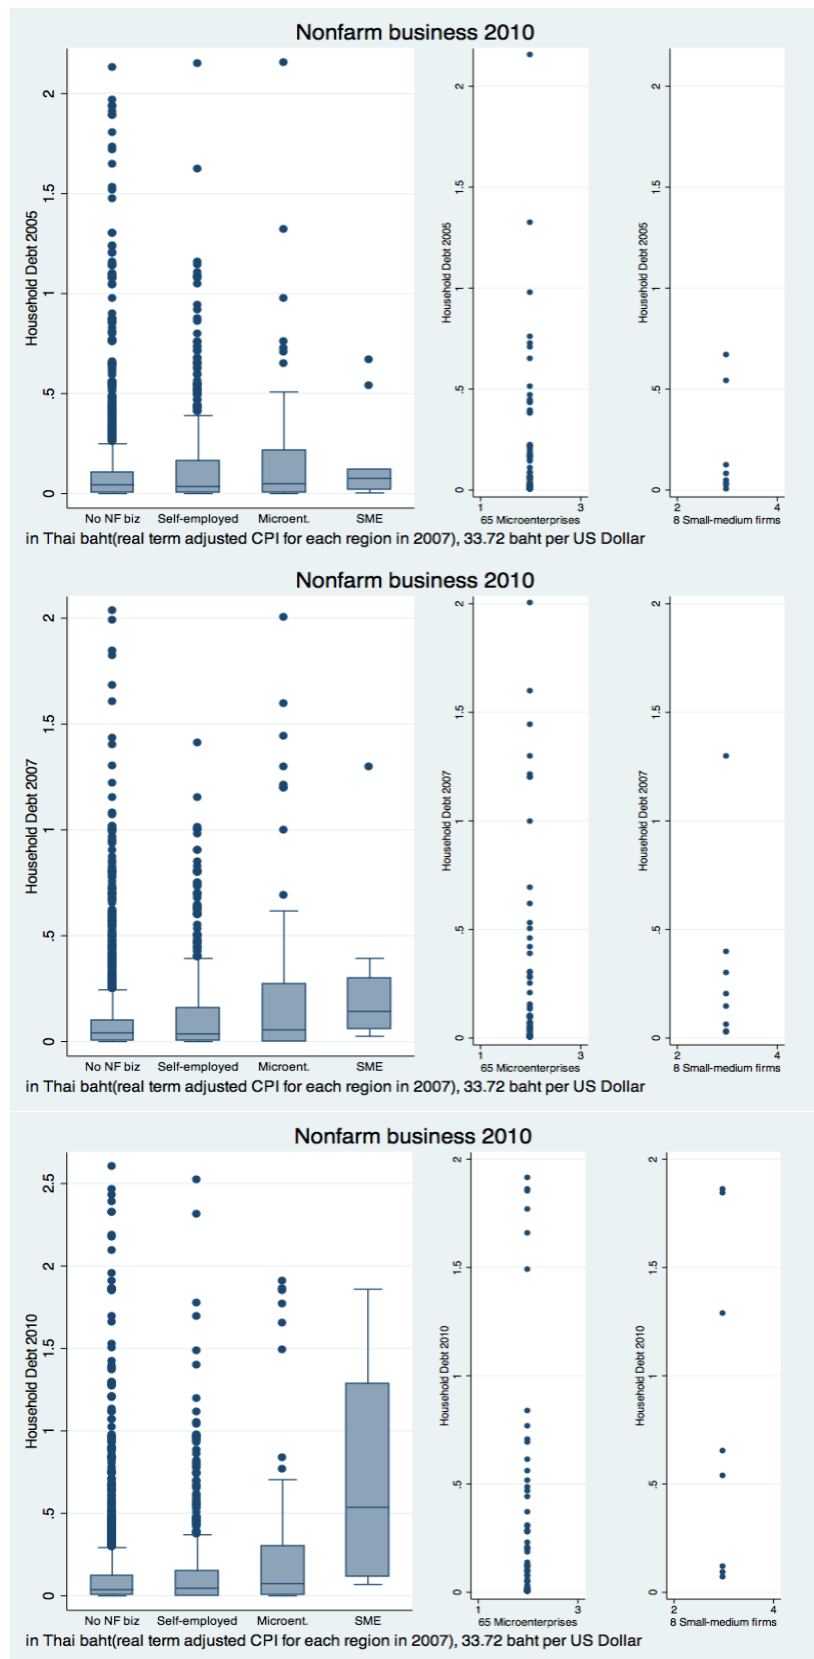 Nonfarm business 2010
Household Debt 2005
2
1.5
1
.5
0
No NF biz Self-employed Microent. SME
Household Debt 2005
2
1.5
1
.5
0
1 3
65 Microenterprises
Household Debt 2005
2
1.5
1
.5
0
2 4
8 Small-medium firms
in Thai baht(real term adjusted CPI for each region in 2007), 33.72 baht per US Dollar
Nonfarm business 2010
Household Debt 2007
2
1.5
1
.5
0
No NF biz Self-employed Microent. SME
Household Debt 2007
2
1.5
1
.5
0
1 3
65 Microenterprises
Household Debt 2007
2
1.5
1
.5
0
2 4
8 Small-medium firms
in Thai baht(real term adjusted CPI for each region in 2007), 33.72 baht per US Dollar
Nonfarm business 2010
Household Debt 2010
2.5
2
1.5
1
.5
0
No NF biz Self-employed Microent. SME
Household Debt 2010
2
1.5
1
.5
0
1 3
65 Microenterprises
Household Debt 2010
2
1.5
1
.5
0
2 4
8 Small-medium firms
in Thai baht(real term adjusted CPI for each region in 2007), 33.72 baht per US Dollar